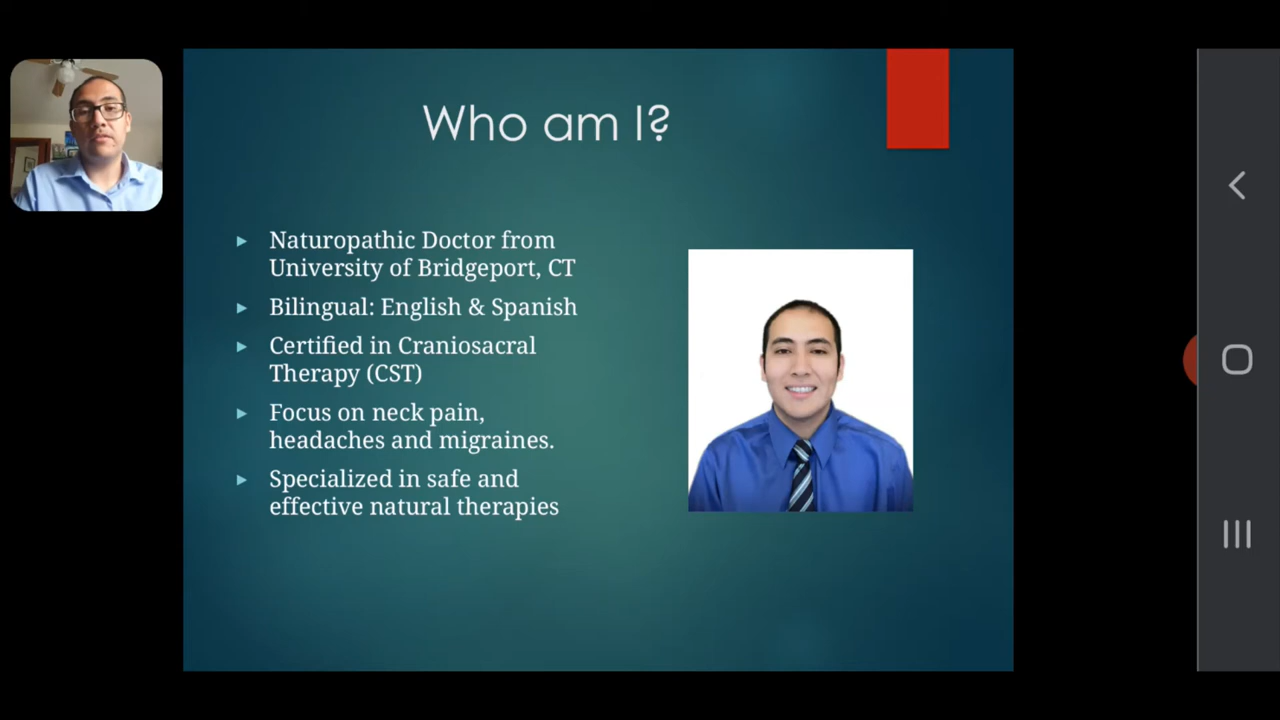 Who am I?
Naturopathic Doctor from
University of Bridgeport, CT
Bilingual: English & Spanish
Certified in Craniosacral
Therapy (CST)
Focus on neck pain,
headaches and migraines.
Specialized in safe and
effective natural therapies